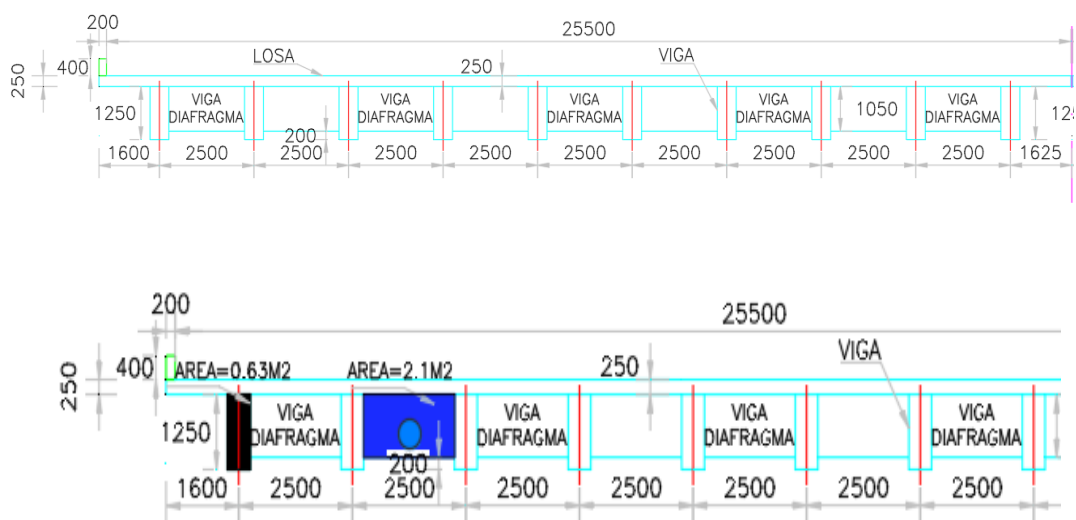 200
25500
400
LOSA
VIGA
250
250
1250
VIGA
DIAFRAGMA
VIGA
DIAFRAGMA
VIGA
DIAFRAGMA
VIGA
DIAFRAGMA
1050
VIGA
DIAFRAGMA
200
1600
2500
2500
2500
2500
2500
2500
2500
2500
2500
1625
200
25500
400
AREA=0.63M2
AREA=2.1M2
250
VIGA
250
1250
VIGA
DIAFRAGMA
VIGA
DIAFRAGMA
VIGA
DIAFRAGMA
VIGA
DIAFRAGMA
200
1600
2500
2500
2500
2500
2500
2500
2500